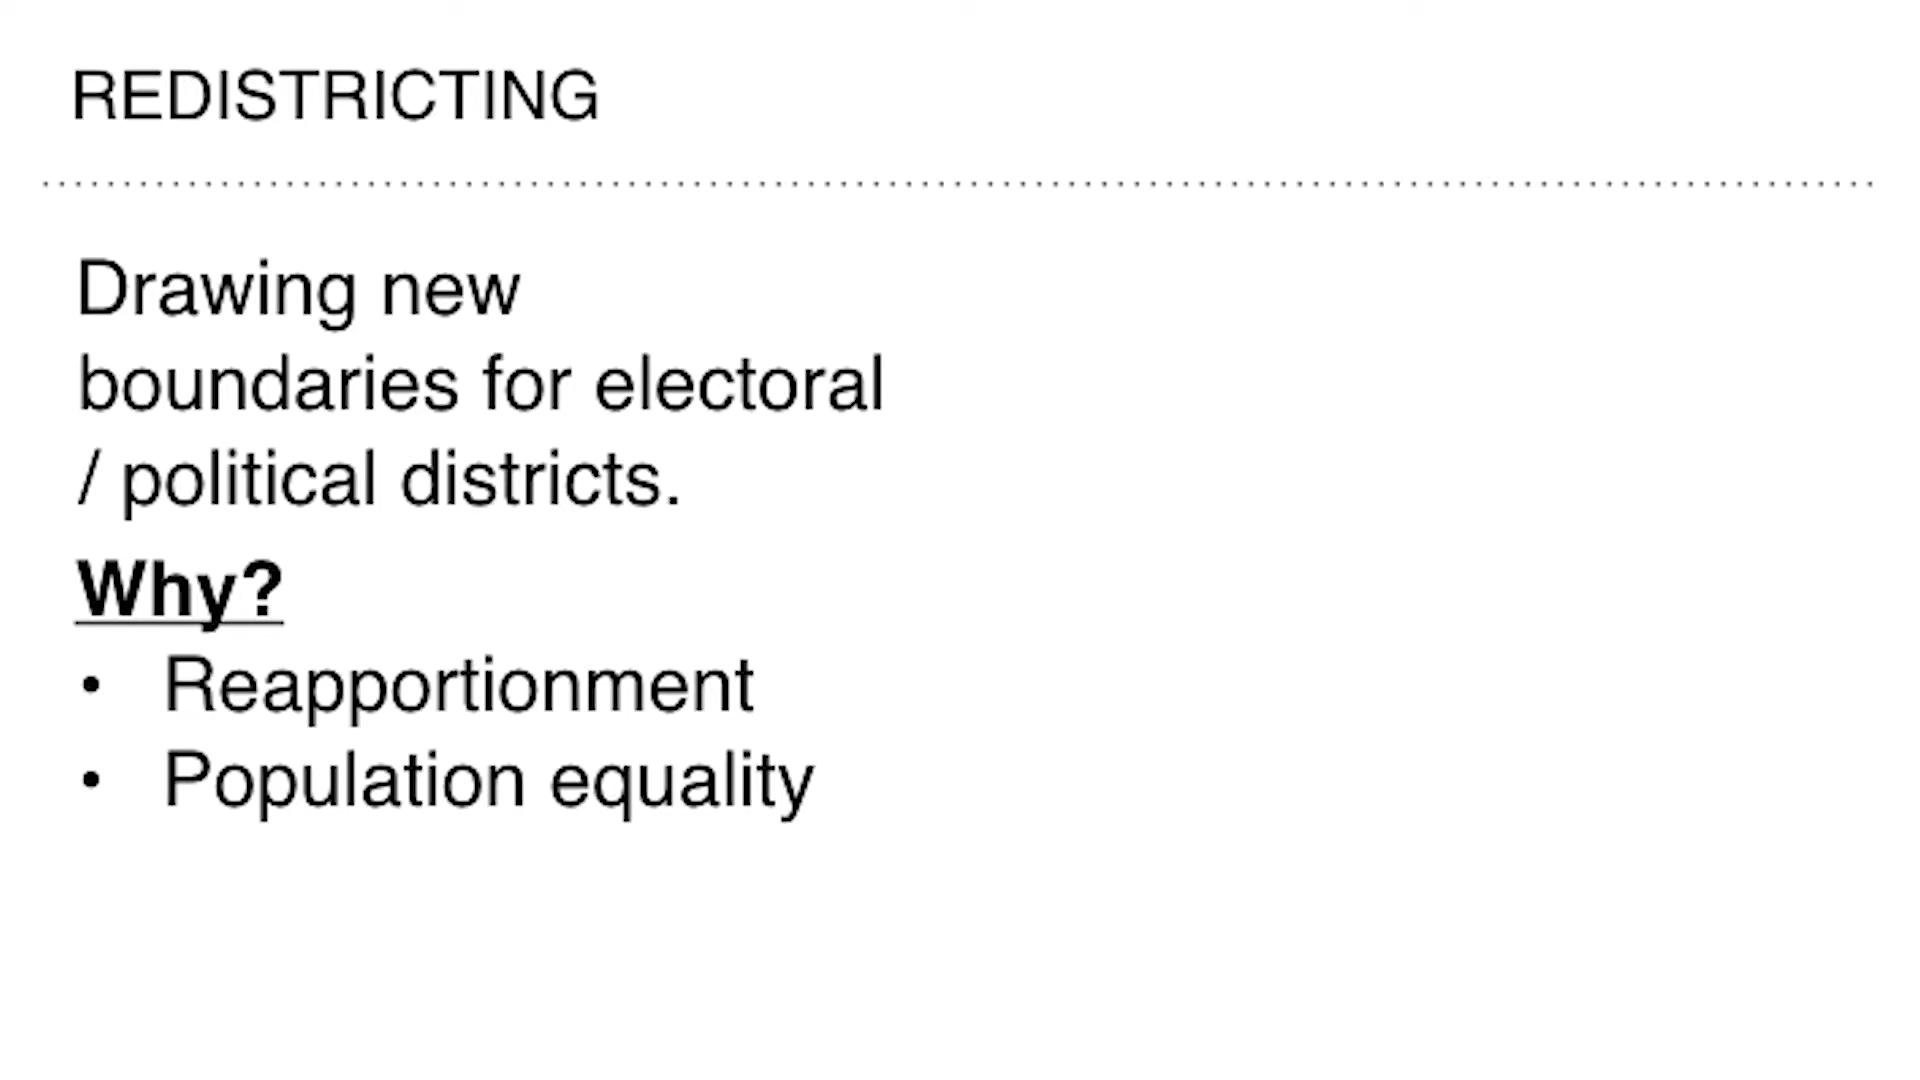 REDISTRICTING
Drawing new
boundaries for electoral
/ political districts.
Why?
• Reapportionment
• Population equality